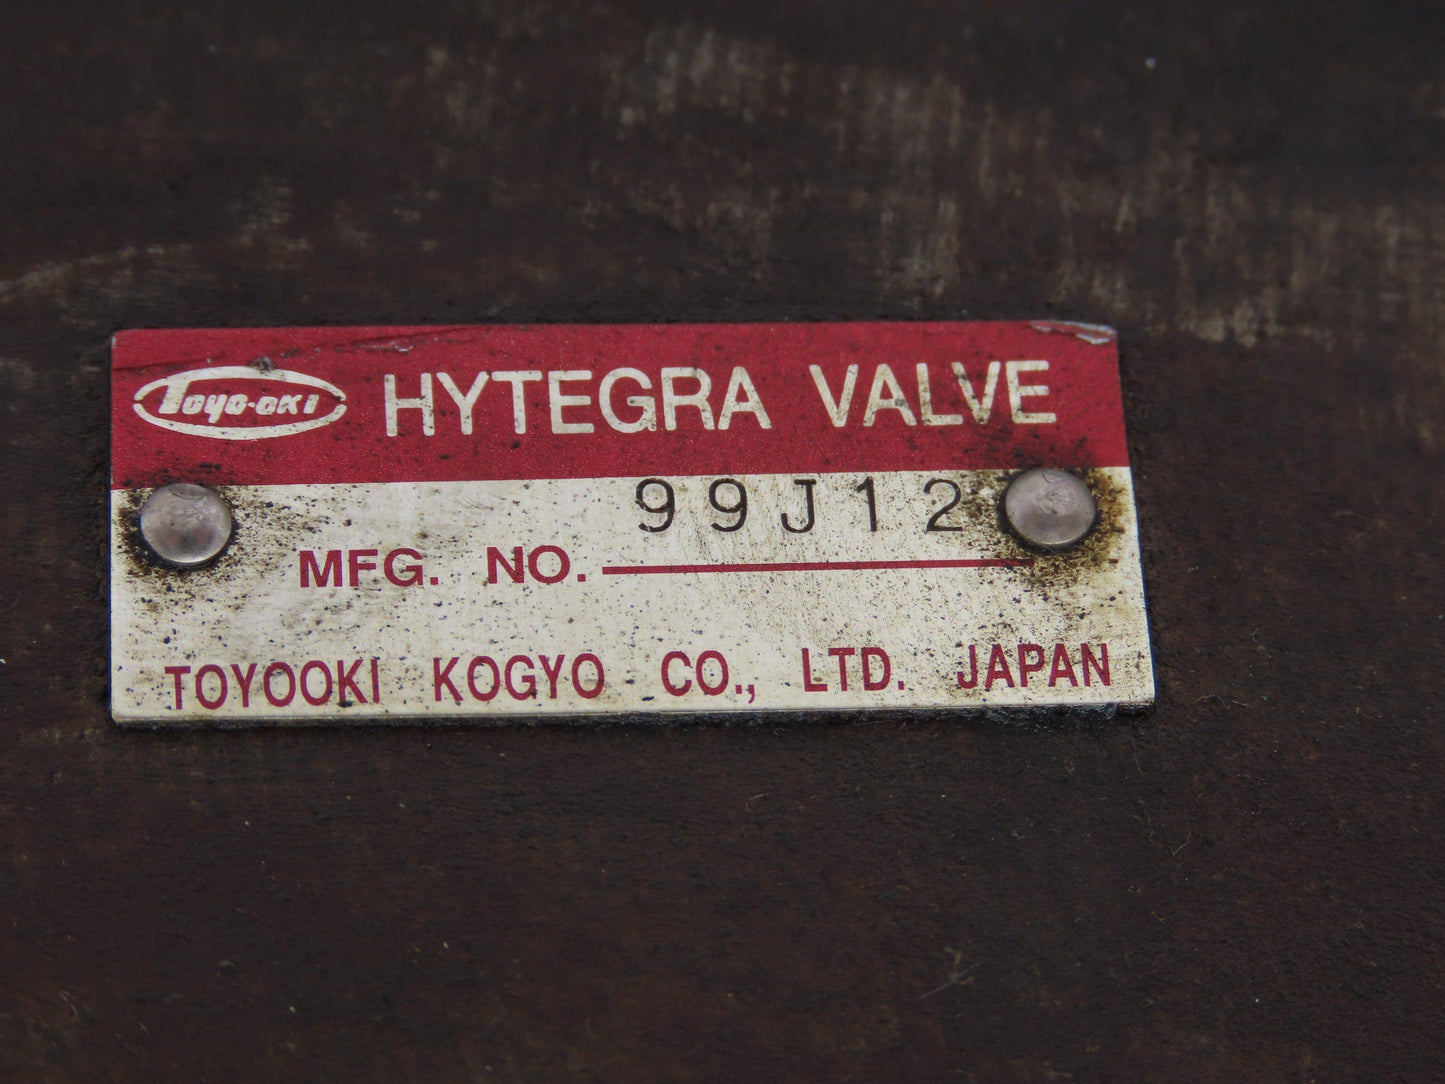 Toyo-oki HYTEGRA VALVE
99J12
MFG. NO.
TOYOOKI KOGYO CO., LTD. JAPAN